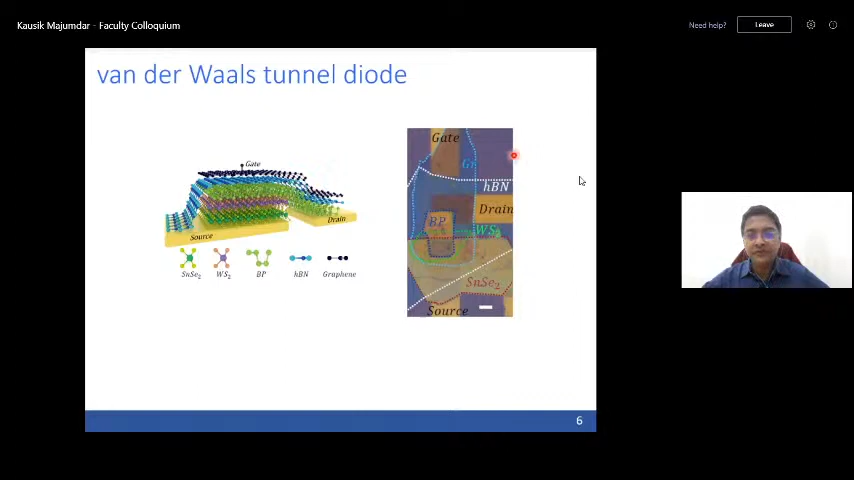 Kausik Majumdar - Faculty Colloquium
Need help?
Leave
van der Waals tunnel diode
Gate
Drain
Source
SnSe₂ WS₂ BP hBN Graphene
Gate
Gr
hBN
Drain
BP
WS₂
SnSe₂
Source
6